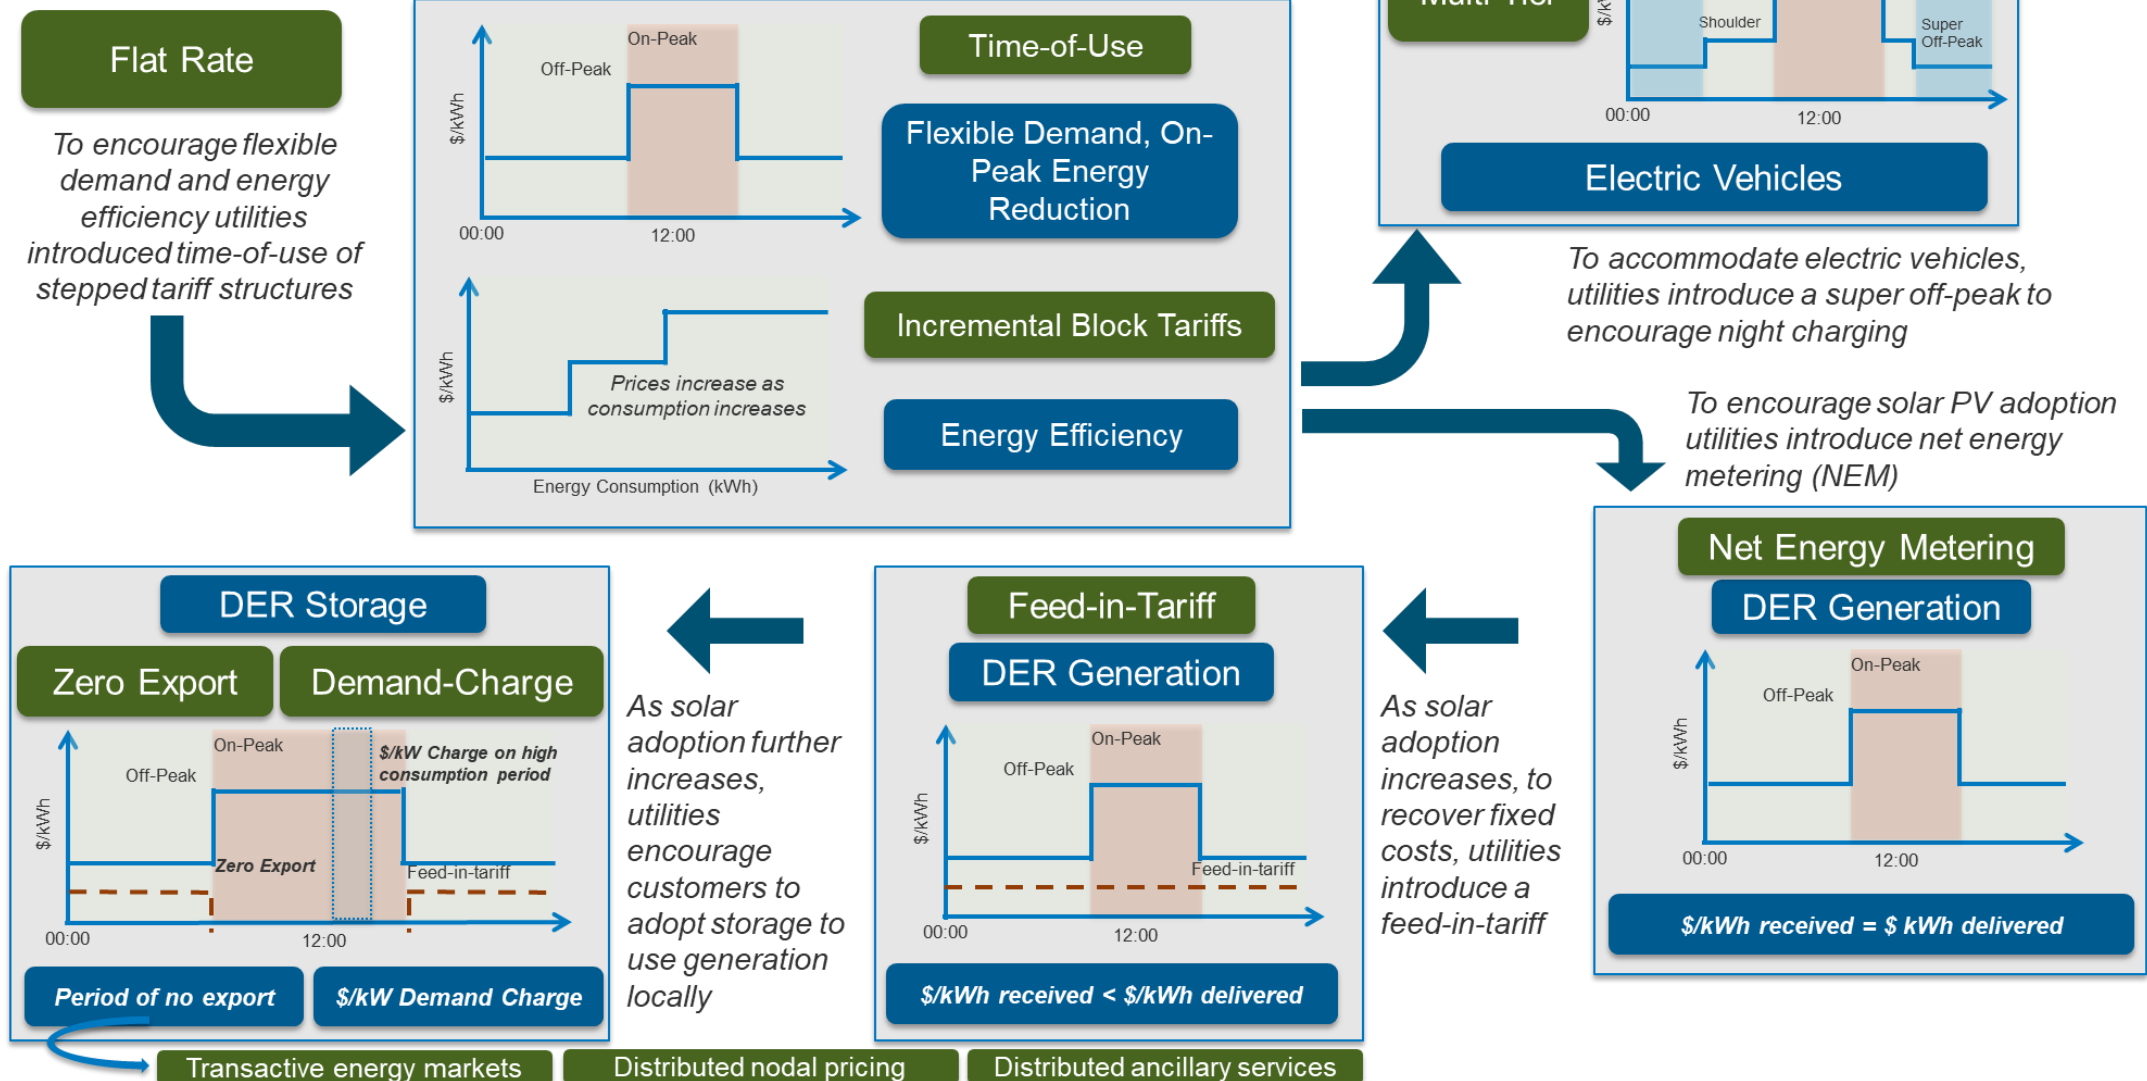 Flat Rate
To encourage flexible
demand and energy
efficiency utilities
introduced time-of-use of
stepped tariff structures
$/kWh
On-Peak
Off-Peak
00:00
12:00
Time-of-Use
Flexible Demand, On-
Peak Energy
Reduction
$/kWh
Prices increase as
consumption increases
Energy Consumption (kWh)
Incremental Block Tariffs
Energy Efficiency
Shoulder
Super
Off-Peak
00:00
12:00
Electric Vehicles
To accommodate electric vehicles,
utilities introduce a super off-peak to
encourage night charging
To encourage solar PV adoption
utilities introduce net energy
metering (NEM)
Net Energy Metering
DER Generation
On-Peak
Off-Peak
$/kWh
00:00
12:00
$/kWh received = $ kWh delivered
As solar
adoption
increases, to
recover fixed
costs, utilities
introduce a
feed-in-tariff
Feed-in-Tariff
DER Generation
On-Peak
Off-Peak
$/kWh
Feed-in-tariff
00:00
12:00
$/kWh received < $/kWh delivered
As solar
adoption further
increases,
utilities
encourage
customers to
adopt storage to
use generation
locally
DER Storage
Zero Export
Demand-Charge
On-Peak
Off-Peak
$/kW Charge on high
consumption period
$/kWh
Zero Export
Feed-in-tariff
00:00
12:00
Period of no export
$/kW Demand Charge
Transactive energy markets
Distributed nodal pricing
Distributed ancillary services